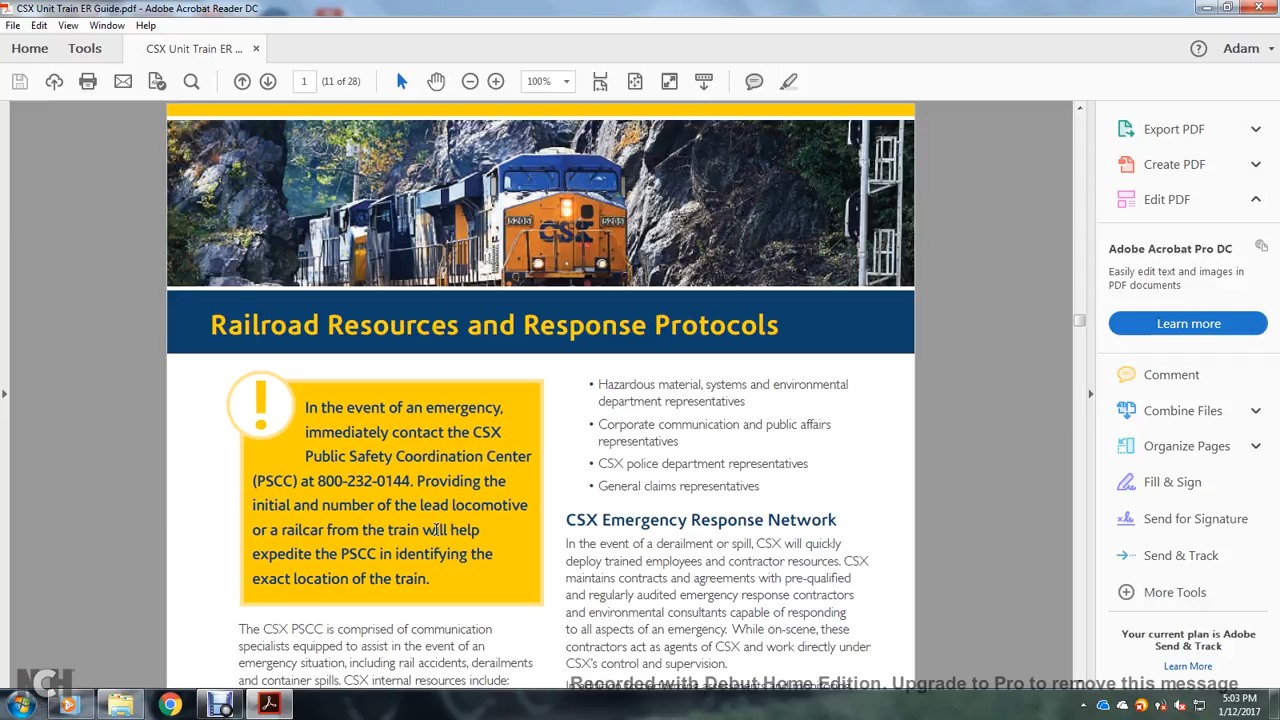 CSX Unit Train ER Guide.pdf - Adobe Acrobat Reader DC
File Edit View Window Help
Home Tools CSX Unit Train ER ... × Adam
1 (11 of 28) 100%
Export PDF
Create PDF
Edit PDF
Adobe Acrobat Pro DC
Easily edit text and images in
PDF documents
Learn more
Comment
Combine Files
Organize Pages
Fill & Sign
Send for Signature
Send & Track
More Tools
Your current plan is Adobe
Send & Track
Learn More
5205 5205
CSX
Railroad Resources and Response Protocols
!
In the event of an emergency,
immediately contact the CSX
Public Safety Coordination Center
(PSCC) at 800-232-0144. Providing the
initial and number of the lead locomotive
or a railcar from the train will help
expedite the PSCC in identifying the
exact location of the train.
The CSX PSCC is comprised of communication
specialists equipped to assist in the event of an
emergency situation, including rail accidents, derailments
and container spills. CSX internal resources include:
• Hazardous material, systems and environmental
department representatives
• Corporate communication and public affairs
representatives
• CSX police department representatives
• General claims representatives
CSX Emergency Response Network
In the event of a derailment or spill, CSX will quickly
deploy trained employees and contractor resources. CSX
maintains contracts and agreements with pre-qualified
and regularly audited emergency response contractors
and environmental consultants capable of responding
to all aspects of an emergency. While on-scene, these
contractors act as agents of CSX and work directly under
CSX's control and supervision.
Recorded with Debut Home Edition. Upgrade to Pro to remove this message
NCH
5:03 PM
1/12/2017